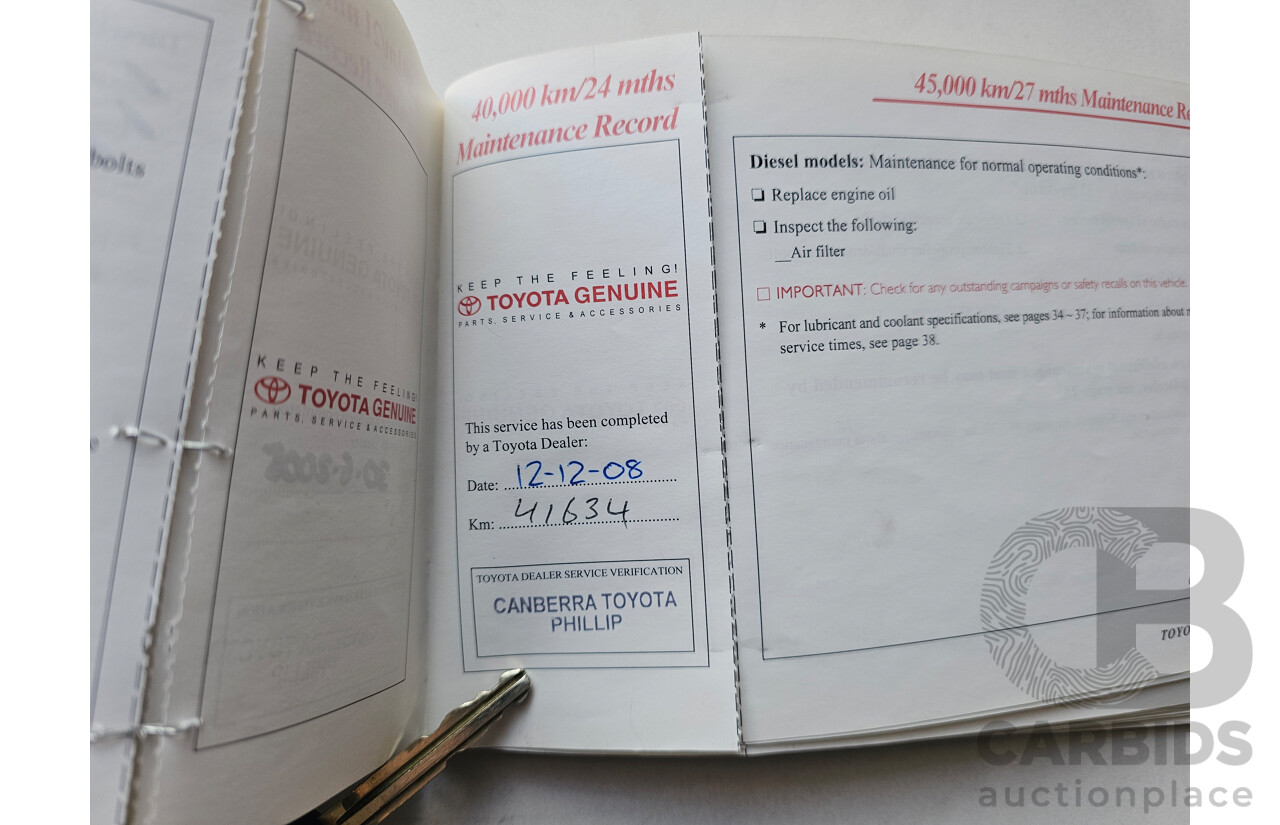 bolts
KEEP THE FEELING!
TOYOTA GENUINE
PARTS, SERVICE & ACCESSORIES
40,000 km/24 mths
Maintenance Record
KEEP THE FEELING!
TOYOTA GENUINE
PARTS, SERVICE & ACCESSORIES
This service has been completed
by a Toyota Dealer:
Date: 12-12-08
Km: 41634
TOYOTA DEALER SERVICE VERIFICATION
CANBERRA TOYOTA
PHILLIP
45,000 km/27 mths Maintenance Re
Diesel models: Maintenance for normal operating conditions*:
❏ Replace engine oil
❏ Inspect the following:
__Air filter
☐ IMPORTANT: Check for any outstanding campaigns or safety recalls on this vehicle.
* For lubricant and coolant specifications, see pages 34~37; for information about
service times, see page 38.
TOYO
CB
CARBIDS
auctionplace